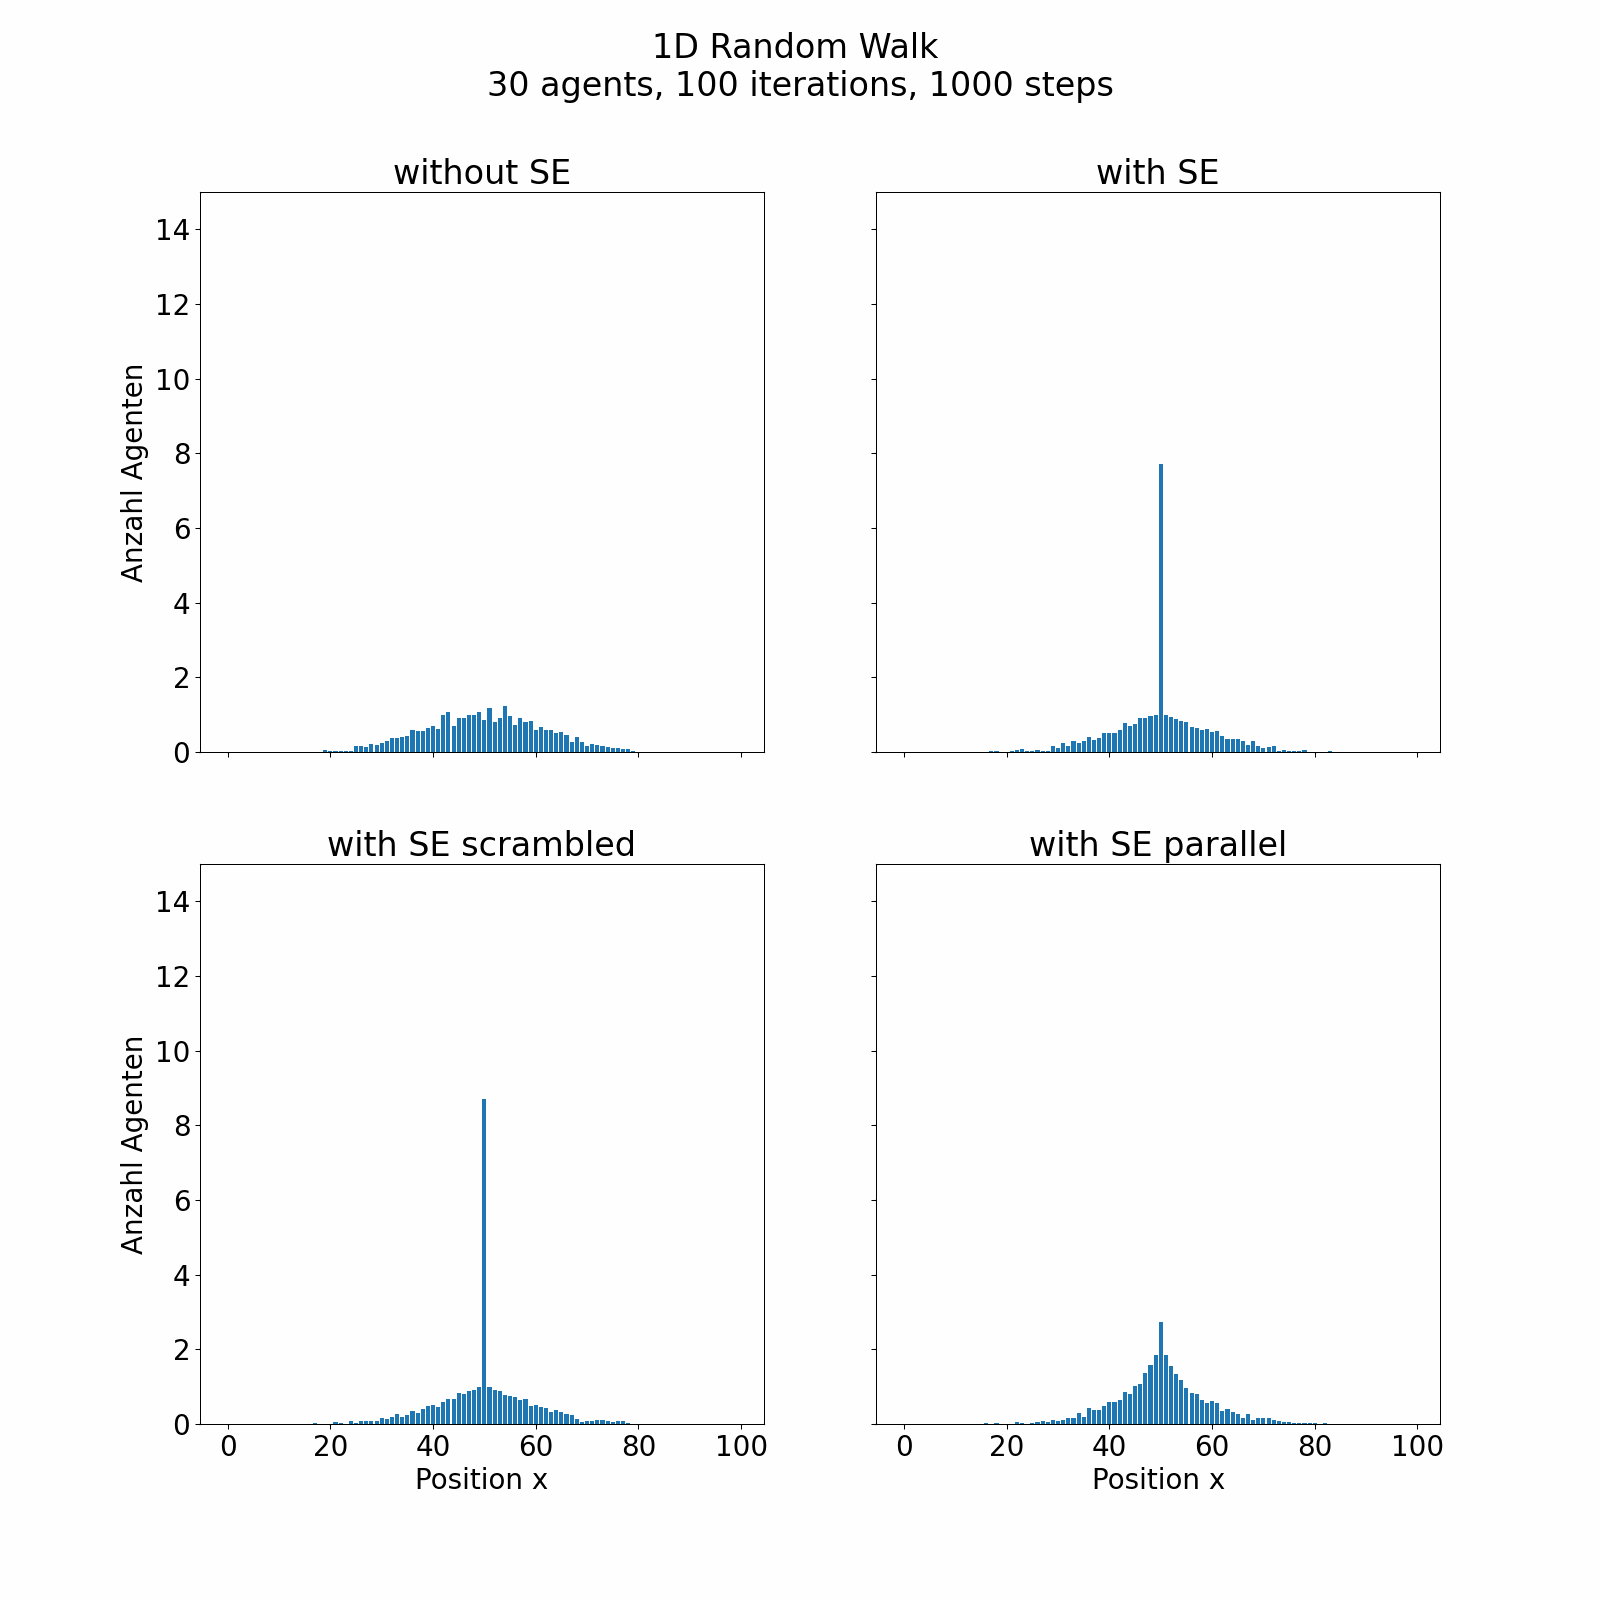 1D Random Walk
30 agents, 100 iterations, 1000 steps
without SE
with SE
14
12
10
8
6
4
2
0
Anzahl Agenten
with SE scrambled
with SE parallel
14
12
10
8
6
4
2
0
Anzahl Agenten
0 20 40 60 80 100
0 20 40 60 80 100
Position x
Position x